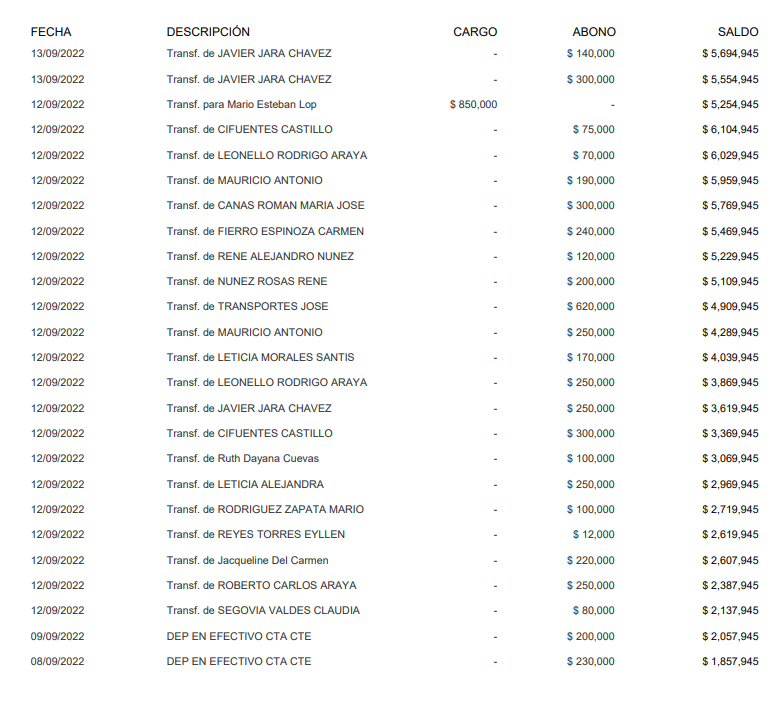 FECHA DESCRIPCIÓN CARGO ABONO SALDO
13/09/2022 Transf. de JAVIER JARA CHAVEZ - $ 140,000 $ 5,694,945
13/09/2022 Transf. de JAVIER JARA CHAVEZ - $ 300,000 $ 5,554,945
12/09/2022 Transf. para Mario Esteban Lop $ 850,000 - $ 5,254,945
12/09/2022 Transf. de CIFUENTES CASTILLO - $ 75,000 $ 6,104,945
12/09/2022 Transf. de LEONELLO RODRIGO ARAYA - $ 70,000 $ 6,029,945
12/09/2022 Transf. de MAURICIO ANTONIO - $ 190,000 $ 5,959,945
12/09/2022 Transf. de CANAS ROMAN MARIA JOSE - $ 300,000 $ 5,769,945
12/09/2022 Transf. de FIERRO ESPINOZA CARMEN - $ 240,000 $ 5,469,945
12/09/2022 Transf. de RENE ALEJANDRO NUNEZ - $ 120,000 $ 5,229,945
12/09/2022 Transf. de NUNEZ ROSAS RENE - $ 200,000 $ 5,109,945
12/09/2022 Transf. de TRANSPORTES JOSE - $ 620,000 $ 4,909,945
12/09/2022 Transf. de MAURICIO ANTONIO - $ 250,000 $ 4,289,945
12/09/2022 Transf. de LETICIA MORALES SANTIS - $ 170,000 $ 4,039,945
12/09/2022 Transf. de LEONELLO RODRIGO ARAYA - $ 250,000 $ 3,869,945
12/09/2022 Transf. de JAVIER JARA CHAVEZ - $ 250,000 $ 3,619,945
12/09/2022 Transf. de CIFUENTES CASTILLO - $ 300,000 $ 3,369,945
12/09/2022 Transf. de Ruth Dayana Cuevas - $ 100,000 $ 3,069,945
12/09/2022 Transf. de LETICIA ALEJANDRA - $ 250,000 $ 2,969,945
12/09/2022 Transf. de RODRIGUEZ ZAPATA MARIO - $ 100,000 $ 2,719,945
12/09/2022 Transf. de REYES TORRES EYLLEN - $ 12,000 $ 2,619,945
12/09/2022 Transf. de Jacqueline Del Carmen - $ 220,000 $ 2,607,945
12/09/2022 Transf. de ROBERTO CARLOS ARAYA - $ 250,000 $ 2,387,945
12/09/2022 Transf. de SEGOVIA VALDES CLAUDIA - $ 80,000 $ 2,137,945
09/09/2022 DEP EN EFECTIVO CTA CTE - $ 200,000 $ 2,057,945
08/09/2022 DEP EN EFECTIVO CTA CTE - $ 230,000 $ 1,857,945